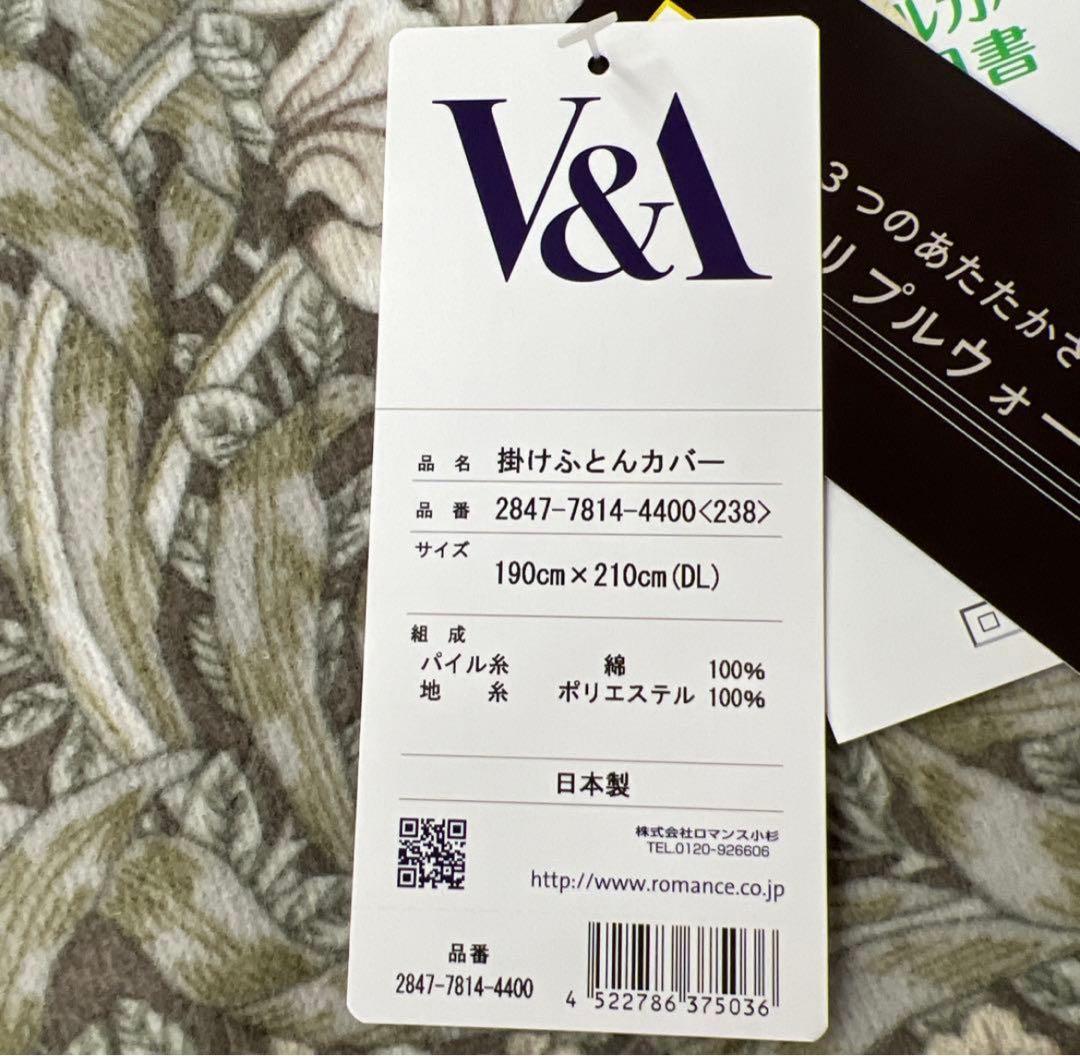 V&A
品名 掛けふとんカバー
品番 2847-7814-4400<238>
サイズ
190cm×210cm(DL)
組成
パイル糸 綿 100%
地糸 ポリエステル 100%
日本製
株式会社ロマンス小杉
TEL.0120-926606
http://www.romance.co.jp
品番
2847-7814-4400
4 522786 375036
書
3つのあたたかさ
リプルウォー